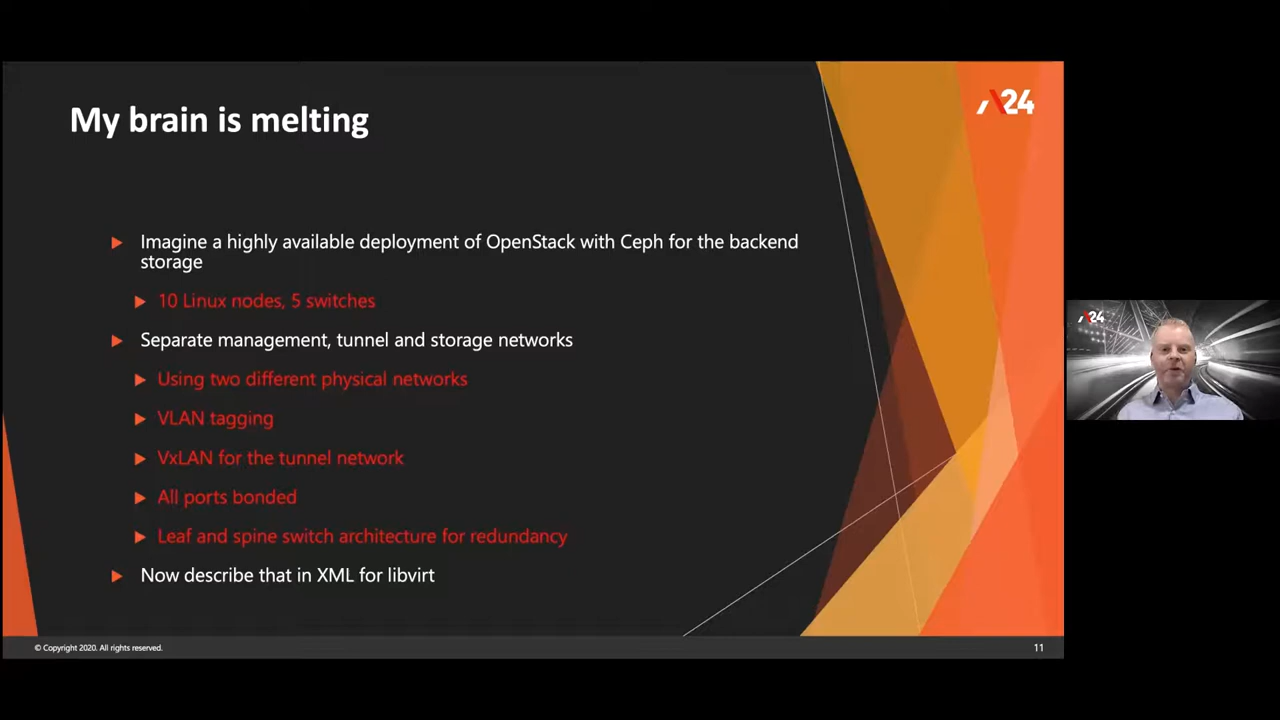 My brain is melting
24
Imagine a highly available deployment of OpenStack with Ceph for the backend
storage
10 Linux nodes, 5 switches
Separate management, tunnel and storage networks
Using two different physical networks
VLAN tagging
VxLAN for the tunnel network
All ports bonded
Leaf and spine switch architecture for redundancy
Now describe that in XML for libvirt
© Copyright 2020. All rights reserved.
11
24